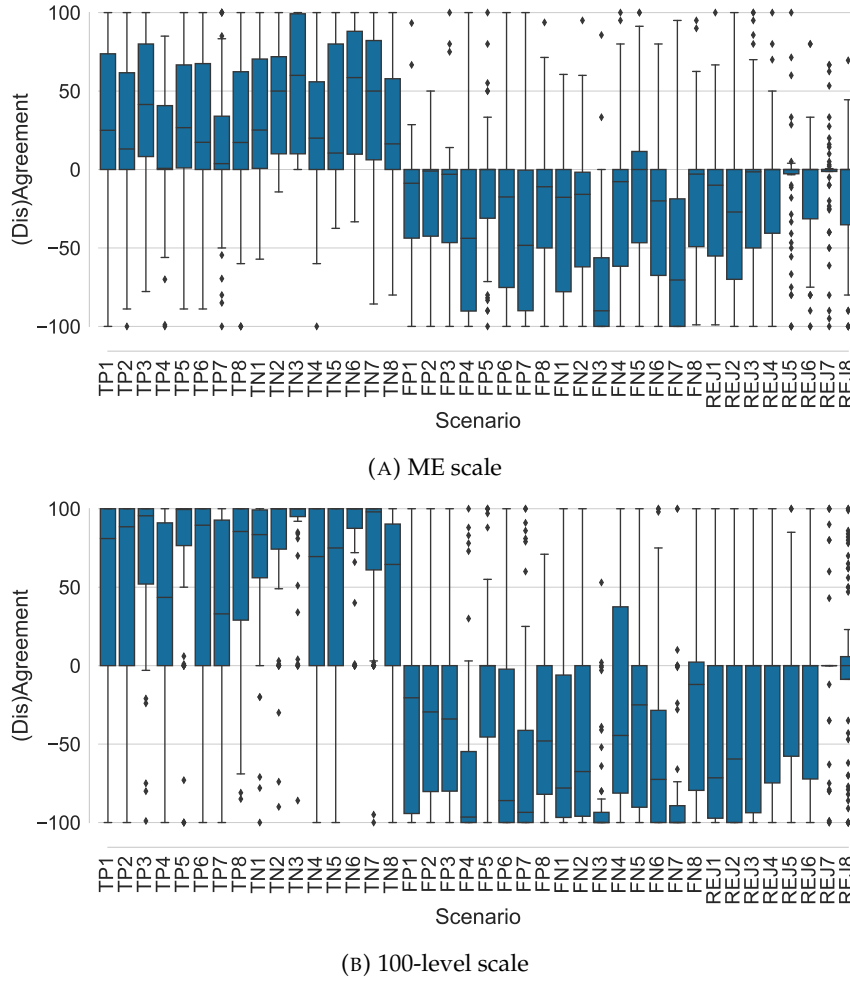 100
50
0
−50
−100
(Dis)Agreement
TP1 TP2 TP3 TP4 TP5 TP6 TP7 TP8 TN1 TN2 TN3 TN4 TN5 TN6 TN7 TN8 FP1 FP2 FP3 FP4 FP5 FP6 FP7 FP8 FN1 FN2 FN3 FN4 FN5 FN6 FN7 FN8 REJ1 REJ2 REJ3 REJ4 REJ5 REJ6 REJ7 REJ8
Scenario
(A) ME scale
100
50
0
−50
−100
(Dis)Agreement
TP1 TP2 TP3 TP4 TP5 TP6 TP7 TP8 TN1 TN2 TN3 TN4 TN5 TN6 TN7 TN8 FP1 FP2 FP3 FP4 FP5 FP6 FP7 FP8 FN1 FN2 FN3 FN4 FN5 FN6 FN7 FN8 REJ1 REJ2 REJ3 REJ4 REJ5 REJ6 REJ7 REJ8
Scenario
(B) 100-level scale